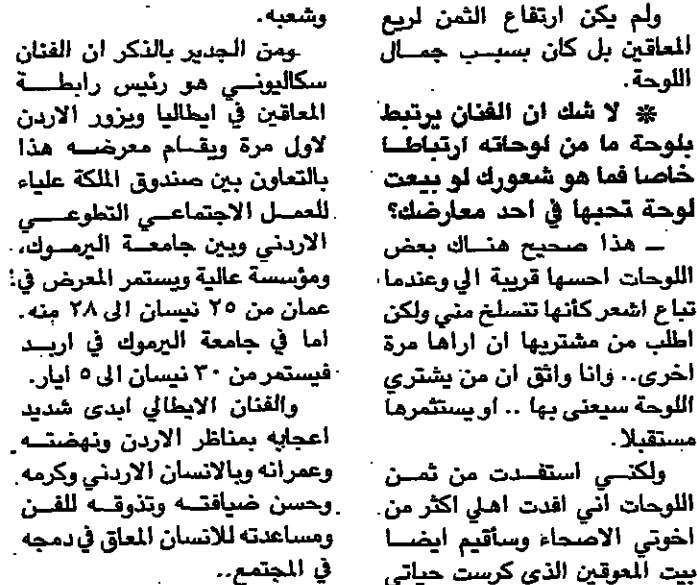 ولم يكن ارتفاع الثمن لريع
المعاقين بل كان بسبب جمال
اللوحة.
* لا شك ان الفنان يرتبط
بلوحة ما من لوحاته ارتباطا
خاصا فما هو شعورك لو بيعت
لوحة تحبها في احد معارضك؟
ــ هذا صحيح هناك بعض
اللوحات احسها قريبة الي وعندما
تباع اشعر كأنها تنسلخ مني ولكن
اطلب من مشتريها ان اراها مرة
اخرى.. وانا واثق ان من يشتري
اللوحة سيعنى بها .. او يستثمرها
مستقبلا.
ولكني استفدت من ثمن
اللوحات أني افدت اهلي اكثر من
اخوتي الاصحاء وسأقيم ايضا
بيت المعوقين الذي كرست حياتي
وشعبه.
ومن الجدير بالذكر ان الفنان
سكاليوني هو رئيس رابطة
المعاقين في ايطاليا ويزور الاردن
لاول مرة ويقام معرضه هذا
بالتعاون بين صندوق الملكة علياء
للعمل الاجتماعي التطوعي
الاردني وبين جامعة اليرموك،
ومؤسسة عالية ويستمر المعرض في
عمان من ٢٥ نيسان الى ٢٨ منه.
اما في جامعة اليرموك في اربد
فيستمر من ٣٠ نيسان الى ٥ ايار.
والفنان الايطالي ابدى شديد
اعجابه بمناظر الاردن ونهضته
وعمرانه وبالانسان الاردني وكرمه
وحسن ضيافته وتذوقه للفن
ومساعدته للانسان المعاق في دمجه
في المجتمع..